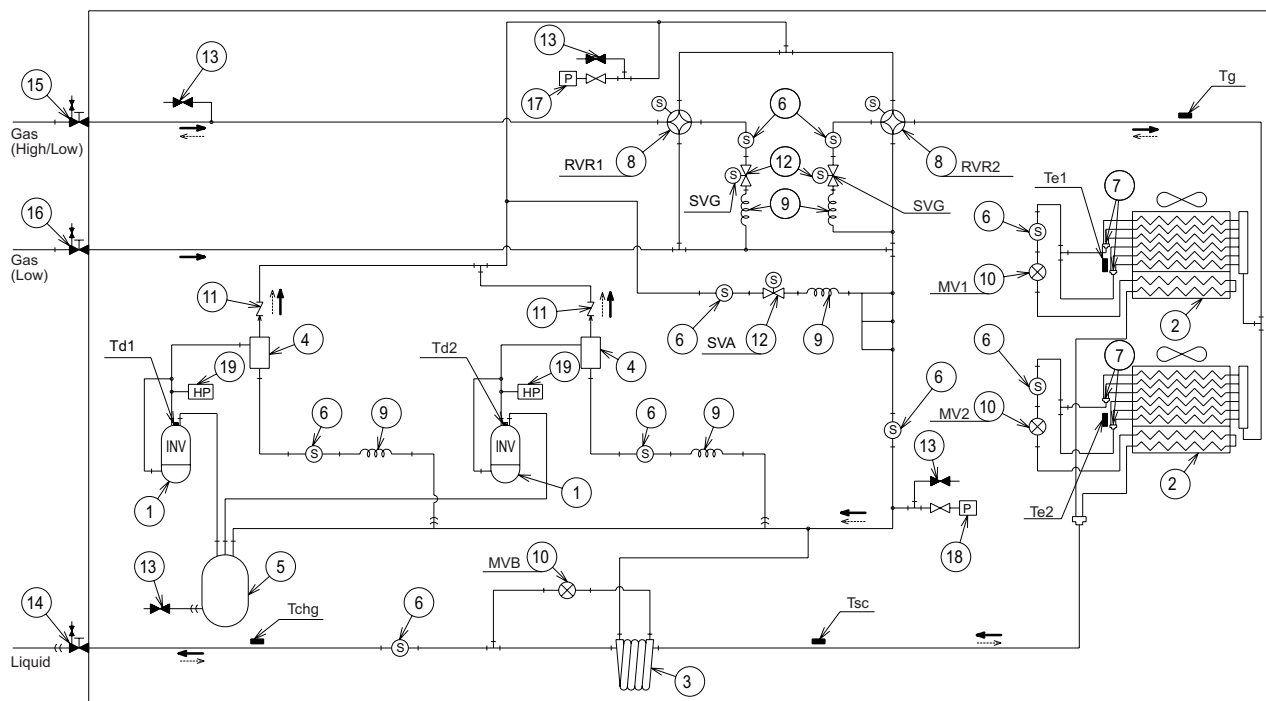 13
13
15
P
17
S
6
S
Tg
Gas
(High/Low)
S
S
RVR1
8
12
8
RVR2
S
S
Te1
7
16
SVG
9
SVG
6
S
Gas
(Low)
MV1
10
11
11
S
S
6
12
9
2
SVA
Td1
4
Td2
4
6
7
19
19
HP
HP
6
S
6
9
6
9
S
MV2
10
INV
S
INV
S
13
1
1
2
P
Te2
18
13
5
MVB
10
14
Tchg
6
Tsc
Liquid
S
3